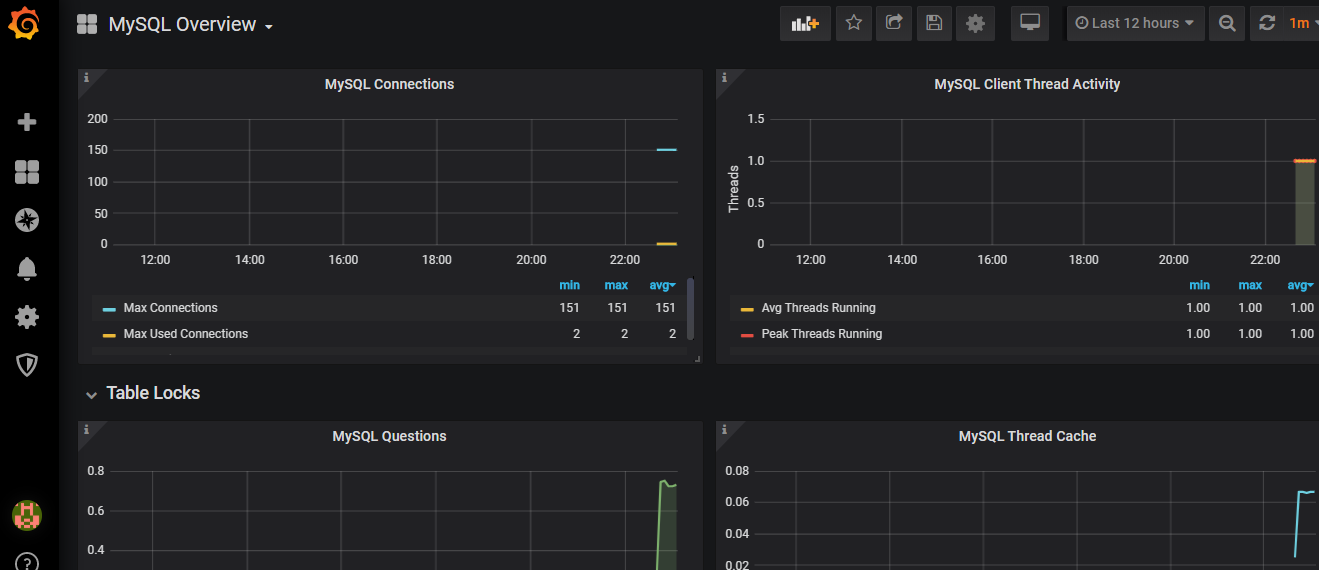 MySQL Overview
Last 12 hours
1m
MySQL Connections
200
150
100
50
0
12:00 14:00 16:00 18:00 20:00 22:00
min max avg
Max Connections 151 151 151
Max Used Connections 2 2 2
MySQL Client Thread Activity
Threads
1.5
1.0
0.5
0
12:00 14:00 16:00 18:00 20:00 22:00
min max avg
Avg Threads Running 1.00 1.00 1.00
Peak Threads Running 1.00 1.00 1.00
Table Locks
MySQL Questions
0.8
0.6
0.4
MySQL Thread Cache
0.08
0.06
0.04
0.02